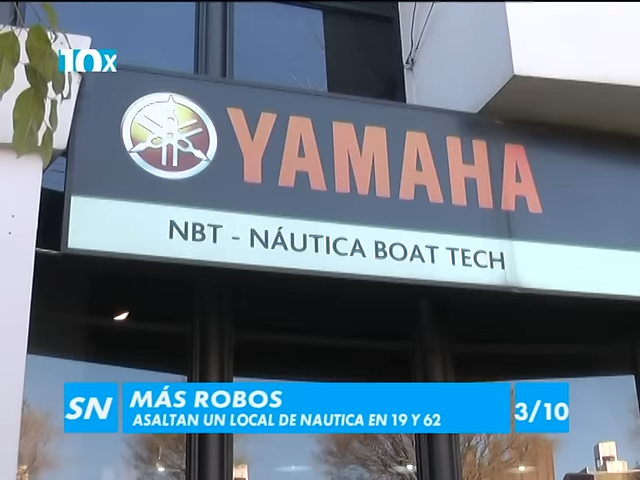 10x
YAMAHA
NBT - NÁUTICA BOAT TECH
SN
MÁS ROBOS
ASALTAN UN LOCAL DE NAUTICA EN 19 Y 62
3/10